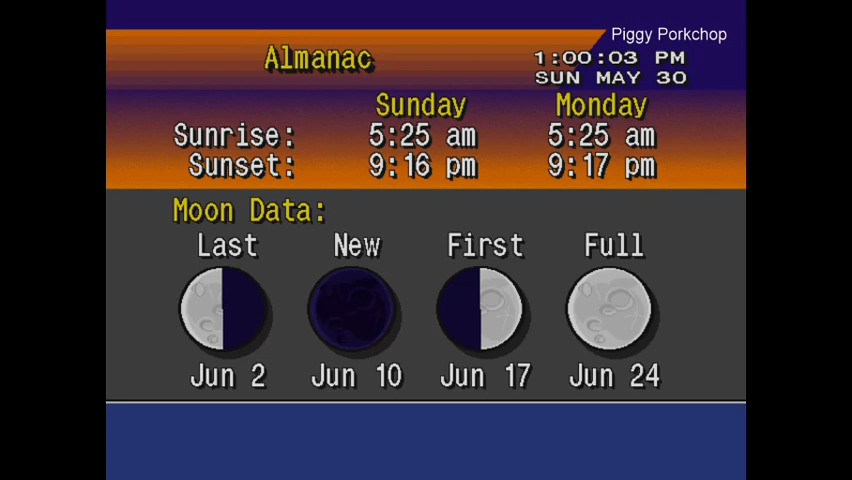 Piggy Porkchop
Almanac
1:00:03 PM
SUN MAY 30
Sunday Monday
Sunrise: 5:25 am 5:25 am
Sunset: 9:16 pm 9:17 pm
Moon Data:
Last New First Full
Jun 2 Jun 10 Jun 17 Jun 24